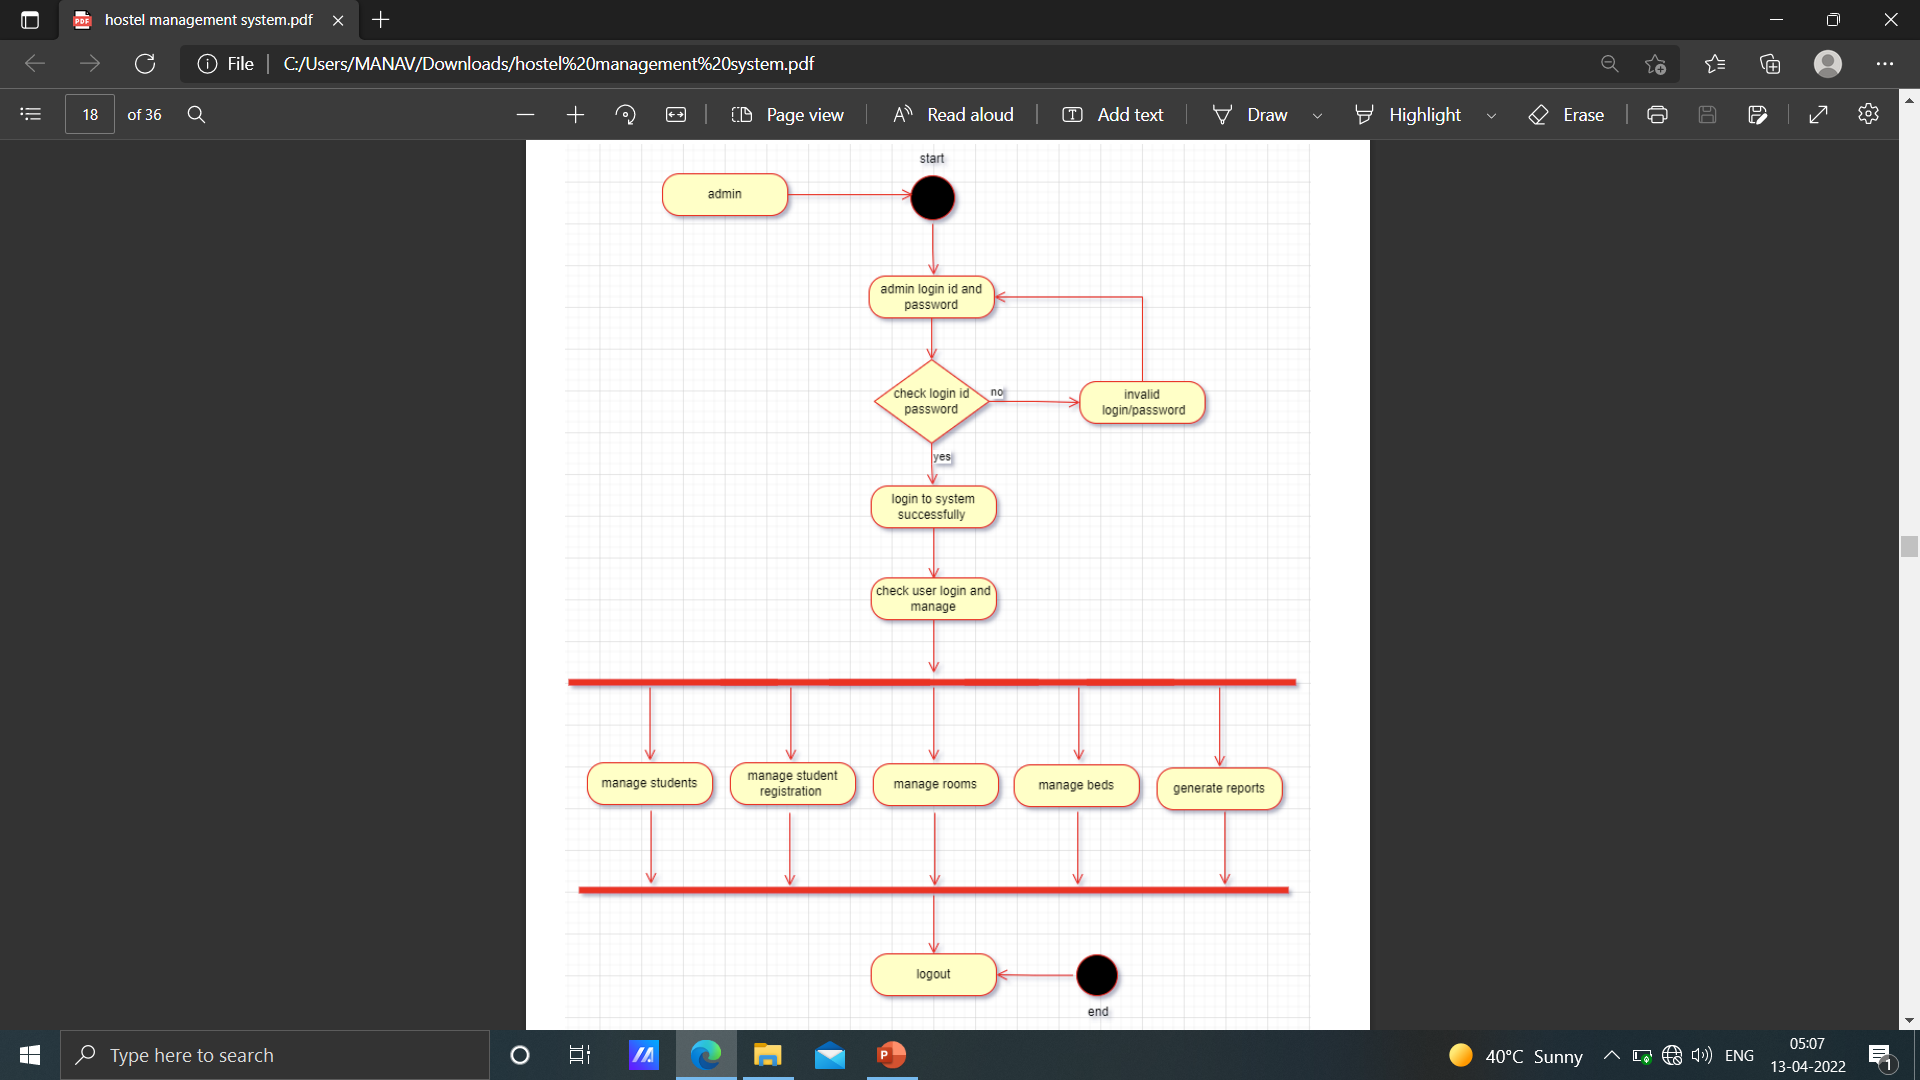 hostel management system.pdf
File
C:/Users/MANAV/Downloads/hostel%20management%20system.pdf
18
of 36
Page view
Read aloud
Add text
Draw
Highlight
Erase
start
admin
admin login id and
password
check login id
password
no
invalid
login/password
yes
login to system
successfully
check user login and
manage
manage students
manage student
registration
manage rooms
manage beds
generate reports
logout
end
Type here to search
40°C Sunny
ENG
05:07
13-04-2022
1